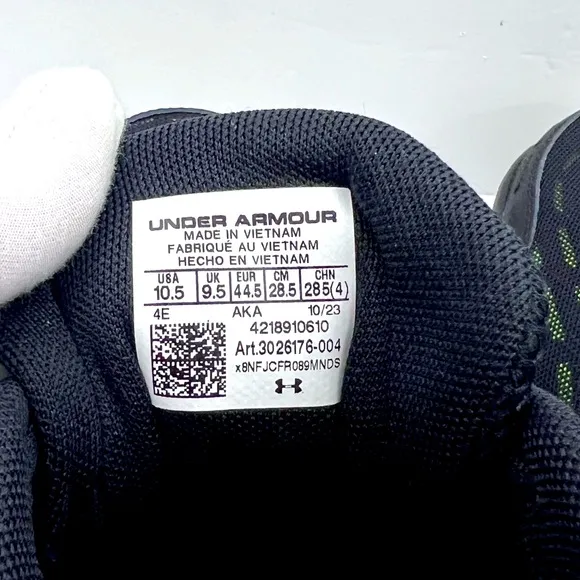 UNDER ARMOUR
MADE IN VIETNAM
FABRIQUÉ AU VIETNAM
HECHO EN VIETNAM
USA UK EUR CM CHN
10.5 9.5 44.5 28.5 285(4)
4E AKA 10/23
4218910610
Art.3026176-004
x8NFJCFR089MNDS